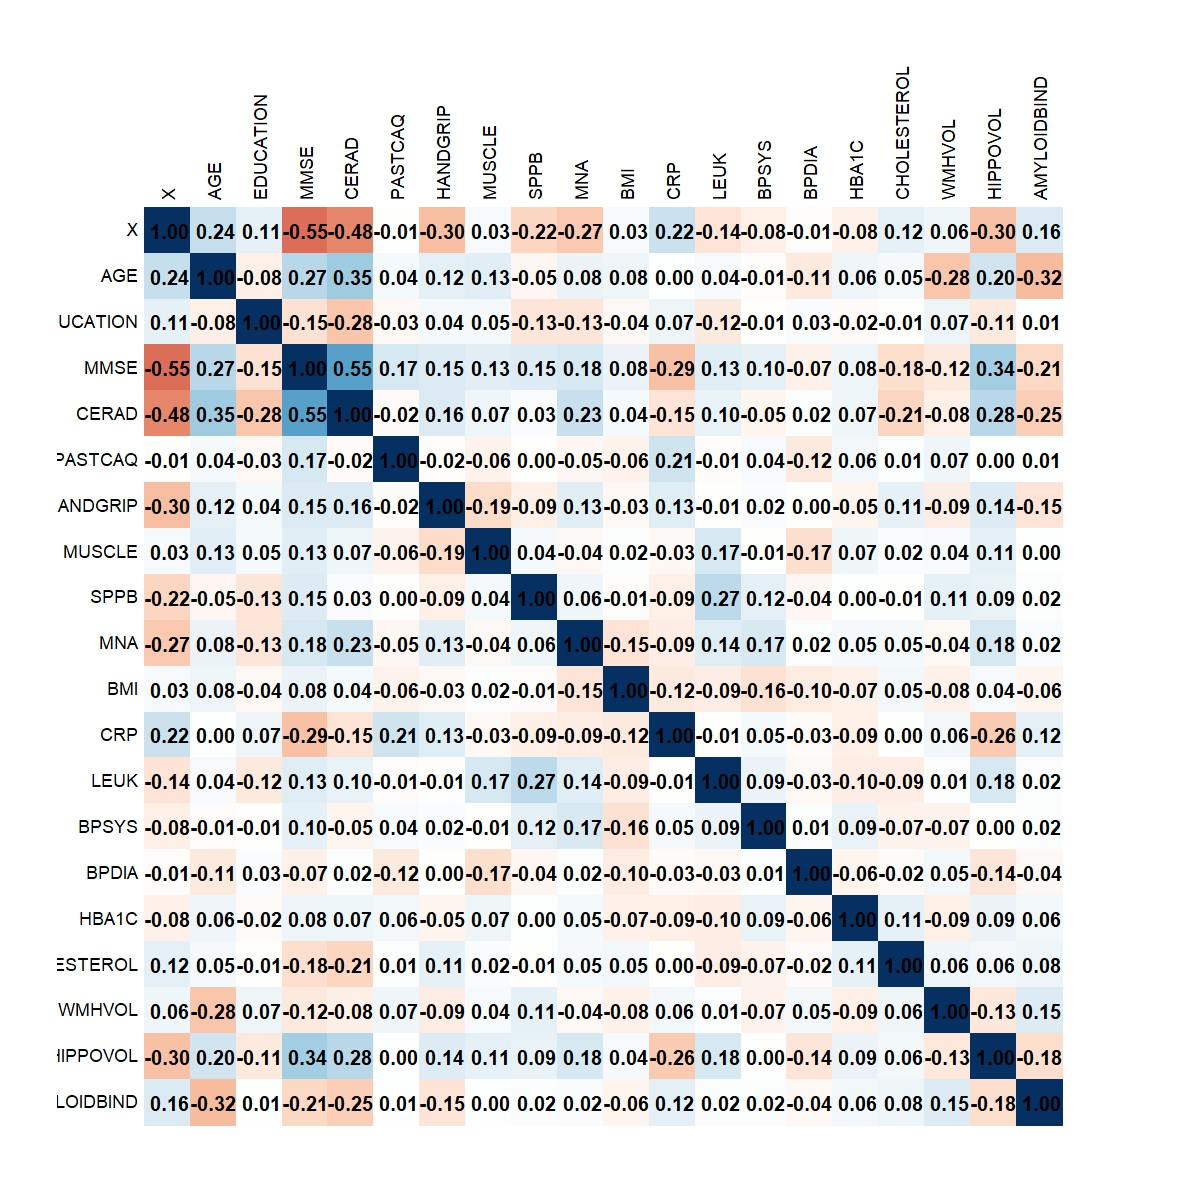 X AGE EDUCATION MMSE CERAD PASTCAQ HANDGRIP MUSCLE SPPB MNA BMI CRP LEUK BPSYS BPDIA HBA1C CHOLESTEROL WMHVOL HIPPOVOL AMYLOIDBIND
X 1.00 0.24 0.11 -0.55 -0.48 -0.01 -0.30 0.03 -0.22 -0.27 0.03 0.22 -0.14 -0.08 -0.01 -0.08 0.12 0.06 -0.30 0.16
AGE 0.24 1.00 -0.08 0.27 0.35 0.04 0.12 0.13 -0.05 0.08 0.08 0.00 0.04 -0.01 -0.11 0.06 0.05 -0.28 0.20 -0.32
UCATION 0.11 -0.08 1.00 -0.15 -0.28 -0.03 0.04 0.05 -0.13 -0.13 -0.04 0.07 -0.12 -0.01 0.03 -0.02 -0.01 0.07 -0.11 0.01
MMSE -0.55 0.27 -0.15 1.00 0.55 0.17 0.15 0.13 0.15 0.18 0.08 -0.29 0.13 0.10 -0.07 0.08 -0.18 -0.12 0.34 -0.21
CERAD -0.48 0.35 -0.28 0.55 1.00 -0.02 0.16 0.07 0.03 0.23 0.04 -0.15 0.10 -0.05 0.02 0.07 -0.21 -0.08 0.28 -0.25
PASTCAQ -0.01 0.04 -0.03 0.17 -0.02 1.00 -0.02 -0.06 0.00 -0.05 -0.06 0.21 -0.01 0.04 -0.12 0.06 0.01 0.07 0.00 0.01
ANDGRIP -0.30 0.12 0.04 0.15 0.16 -0.02 1.00 -0.19 -0.09 0.13 -0.03 0.13 -0.01 0.02 0.00 -0.05 0.11 -0.09 0.14 -0.15
MUSCLE 0.03 0.13 0.05 0.13 0.07 -0.06 -0.19 1.00 0.04 -0.04 0.02 -0.03 0.17 -0.01 -0.17 0.07 0.02 0.04 0.11 0.00
SPPB -0.22 -0.05 -0.13 0.15 0.03 0.00 -0.09 0.04 1.00 0.06 -0.01 -0.09 0.27 0.12 -0.04 0.00 -0.01 0.11 0.09 0.02
MNA -0.27 0.08 -0.13 0.18 0.23 -0.05 0.13 -0.04 0.06 1.00 -0.15 -0.09 0.14 0.17 0.02 0.05 0.05 -0.04 0.18 0.02
BMI 0.03 0.08 -0.04 0.08 0.04 -0.06 -0.03 0.02 -0.01 -0.15 1.00 -0.12 -0.09 -0.16 -0.10 -0.07 0.05 -0.08 0.04 -0.06
CRP 0.22 0.00 0.07 -0.29 -0.15 0.21 0.13 -0.03 -0.09 -0.09 -0.12 1.00 -0.01 0.05 -0.03 -0.09 0.00 0.06 -0.26 0.12
LEUK -0.14 0.04 -0.12 0.13 0.10 -0.01 -0.01 0.17 0.27 0.14 -0.09 -0.01 1.00 0.09 -0.03 -0.10 -0.09 0.01 0.18 0.02
BPSYS -0.08 -0.01 -0.01 0.10 -0.05 0.04 0.02 -0.01 0.12 0.17 -0.16 0.05 0.09 1.00 0.01 0.09 -0.07 -0.07 0.00 0.02
BPDIA -0.01 -0.11 0.03 -0.07 0.02 -0.12 0.00 -0.17 -0.04 0.02 -0.10 -0.03 -0.03 0.01 1.00 -0.06 -0.02 0.05 -0.14 -0.04
HBA1C -0.08 0.06 -0.02 0.08 0.07 0.06 -0.05 0.07 0.00 0.05 -0.07 -0.09 -0.10 0.09 -0.06 1.00 0.11 -0.09 0.09 0.06
ESTEROL 0.12 0.05 -0.01 -0.18 -0.21 0.01 0.11 0.02 -0.01 0.05 0.05 0.00 -0.09 -0.07 -0.02 0.11 1.00 0.06 0.06 0.08
WMHVOL 0.06 -0.28 0.07 -0.12 -0.08 0.07 -0.09 0.04 0.11 -0.04 -0.08 0.06 0.01 -0.07 0.05 -0.09 0.06 1.00 -0.13 0.15
HIPPOVOL -0.30 0.20 -0.11 0.34 0.28 0.00 0.14 0.11 0.09 0.18 0.04 -0.26 0.18 0.00 -0.14 0.09 0.06 -0.13 1.00 -0.18
LOIDBIND 0.16 -0.32 0.01 -0.21 -0.25 0.01 -0.15 0.00 0.02 0.02 -0.06 0.12 0.02 0.02 -0.04 0.06 0.08 0.15 -0.18 1.00